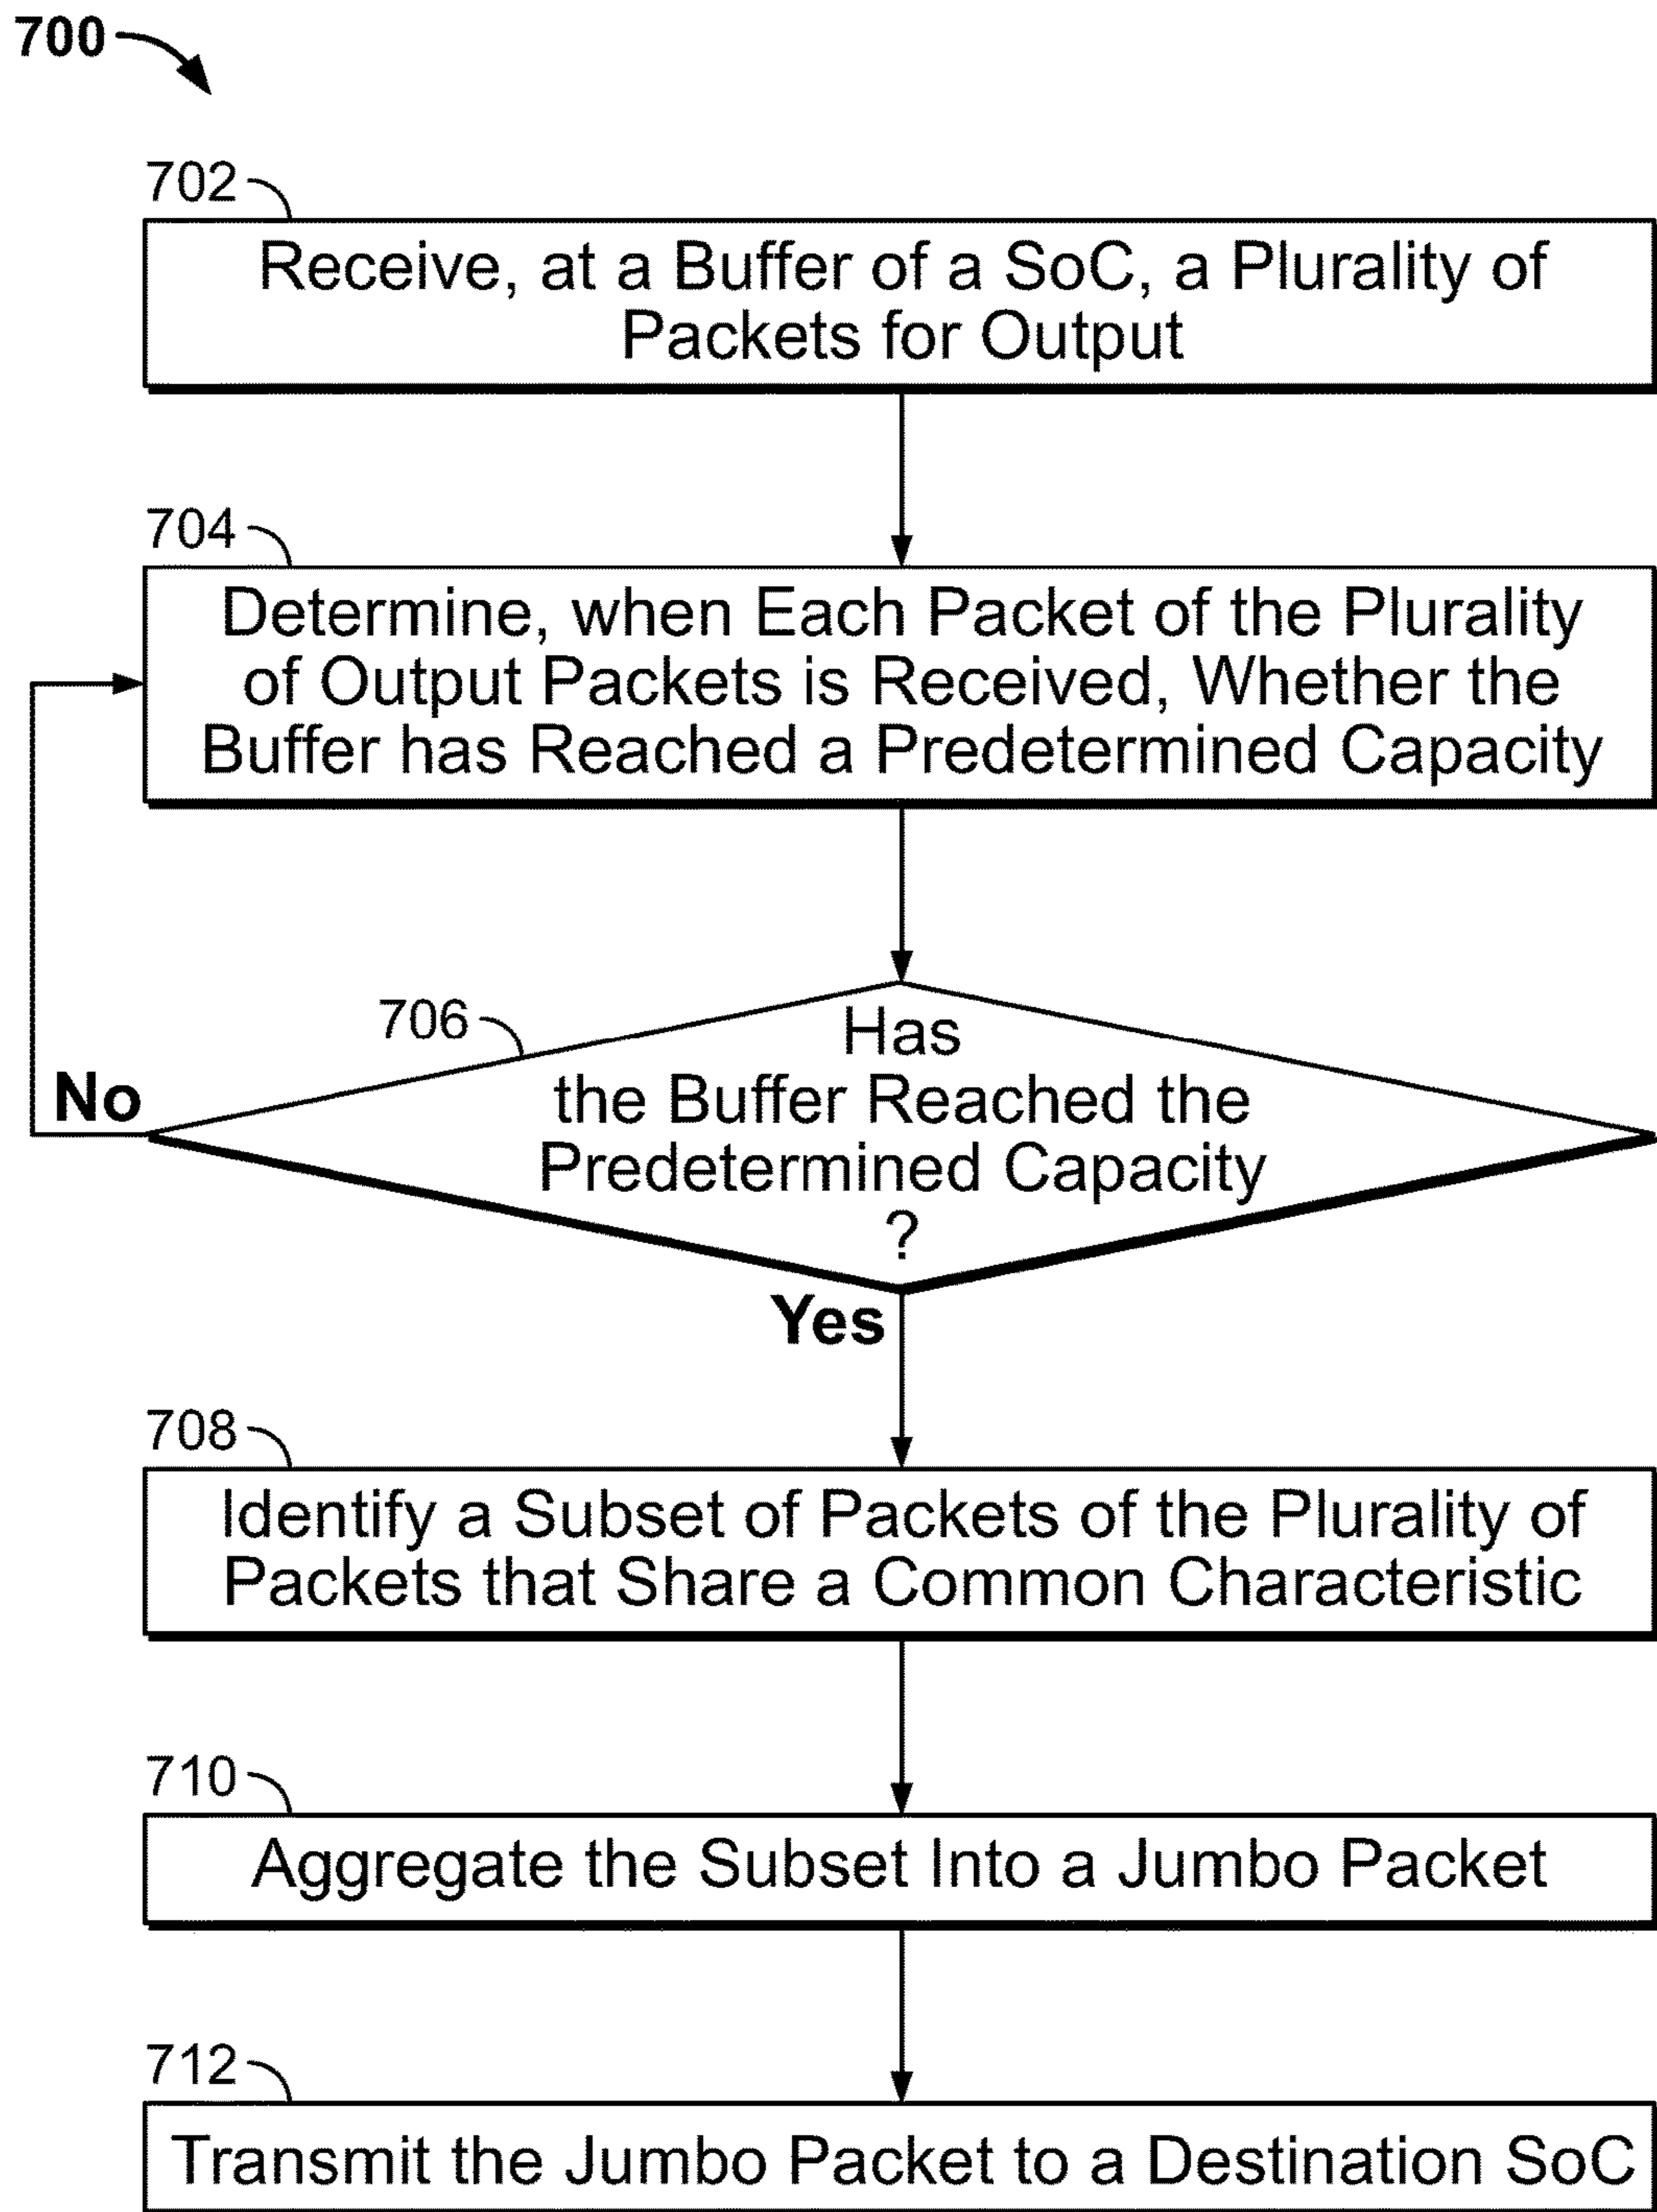 700
702
Receive, at a Buffer of a SoC, a Plurality of
Packets for Output
704
Determine, when Each Packet of the Plurality
of Output Packets is Received, Whether the
Buffer has Reached a Predetermined Capacity
706
Has
the Buffer Reached the
Predetermined Capacity
?
No
Yes
708
Identify a Subset of Packets of the Plurality of
Packets that Share a Common Characteristic
710
Aggregate the Subset Into a Jumbo Packet
712
Transmit the Jumbo Packet to a Destination SoC